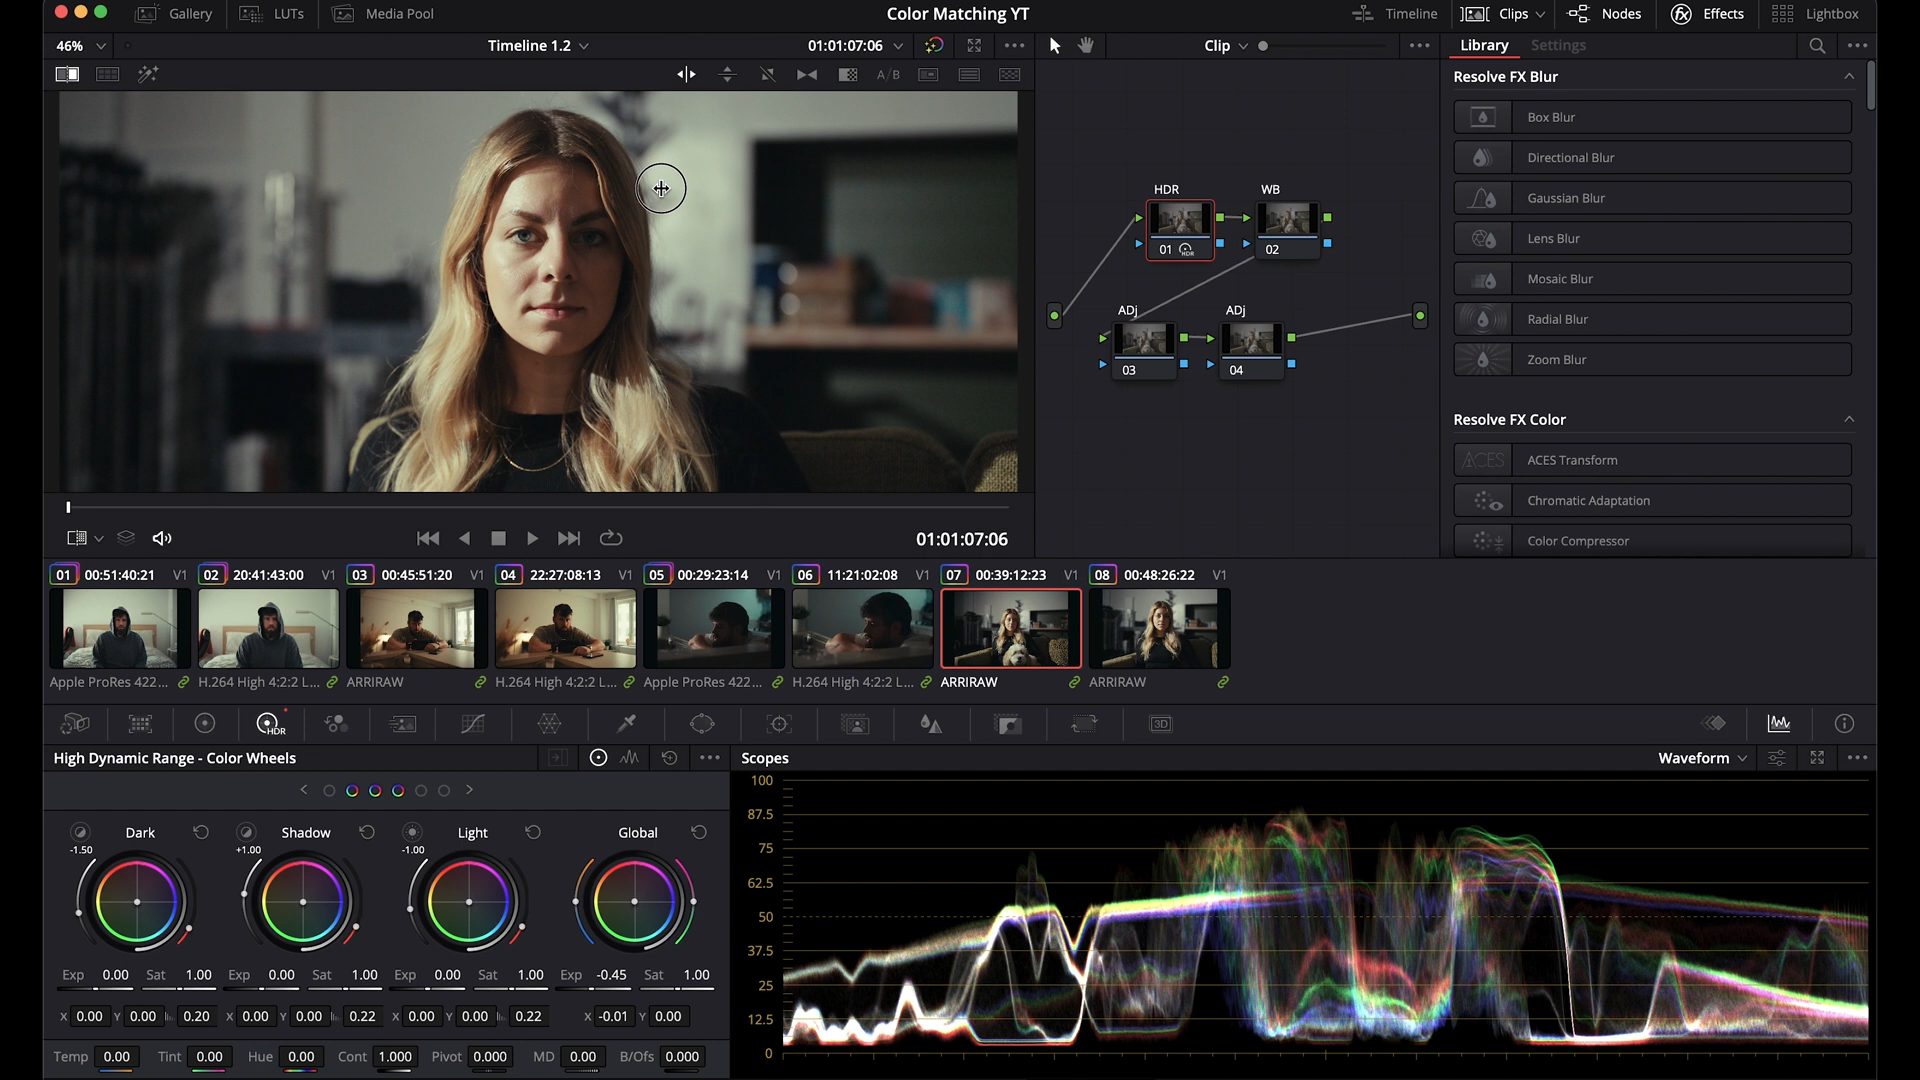 Gallery LUTs Media Pool Color Matching YT Timeline Clips Nodes Effects Lightbox
46% Timeline 1.2 01:01:07:06 Clip Library Settings
A/B
Resolve FX Blur
Box Blur
Directional Blur
Gaussian Blur
Lens Blur
Mosaic Blur
Radial Blur
Zoom Blur
Resolve FX Color
ACES ACES Transform
Chromatic Adaptation
Color Compressor
HDR WB
01 HDR 02
ADj ADj
03 04
01:01:07:06
01 00:51:40:21 V1 02 20:41:43:00 V1 03 00:45:51:20 V1 04 22:27:08:13 V1 05 00:29:23:14 V1 06 11:21:02:08 V1 07 00:39:12:23 V1 08 00:48:26:22 V1
Apple ProRes 422... H.264 High 4:2:2 L... ARRIRAW H.264 High 4:2:2 L... Apple ProRes 422... H.264 High 4:2:2 L... ARRIRAW ARRIRAW
HDR 3D
High Dynamic Range - Color Wheels
Dark Shadow Light Global
-1.50 +1.00 -1.00
Exp 0.00 Sat 1.00 Exp 0.00 Sat 1.00 Exp 0.00 Sat 1.00 Exp -0.45 Sat 1.00
X 0.00 Y 0.00 0.20 X 0.00 Y 0.00 0.22 X 0.00 Y 0.00 0.22 X -0.01 Y 0.00
Temp 0.00 Tint 0.00 Hue 0.00 Cont 1.000 Pivot 0.000 MD 0.00 B/Ofs 0.000
Scopes Waveform
100
87.5
75
62.5
50
37.5
25
12.5
0